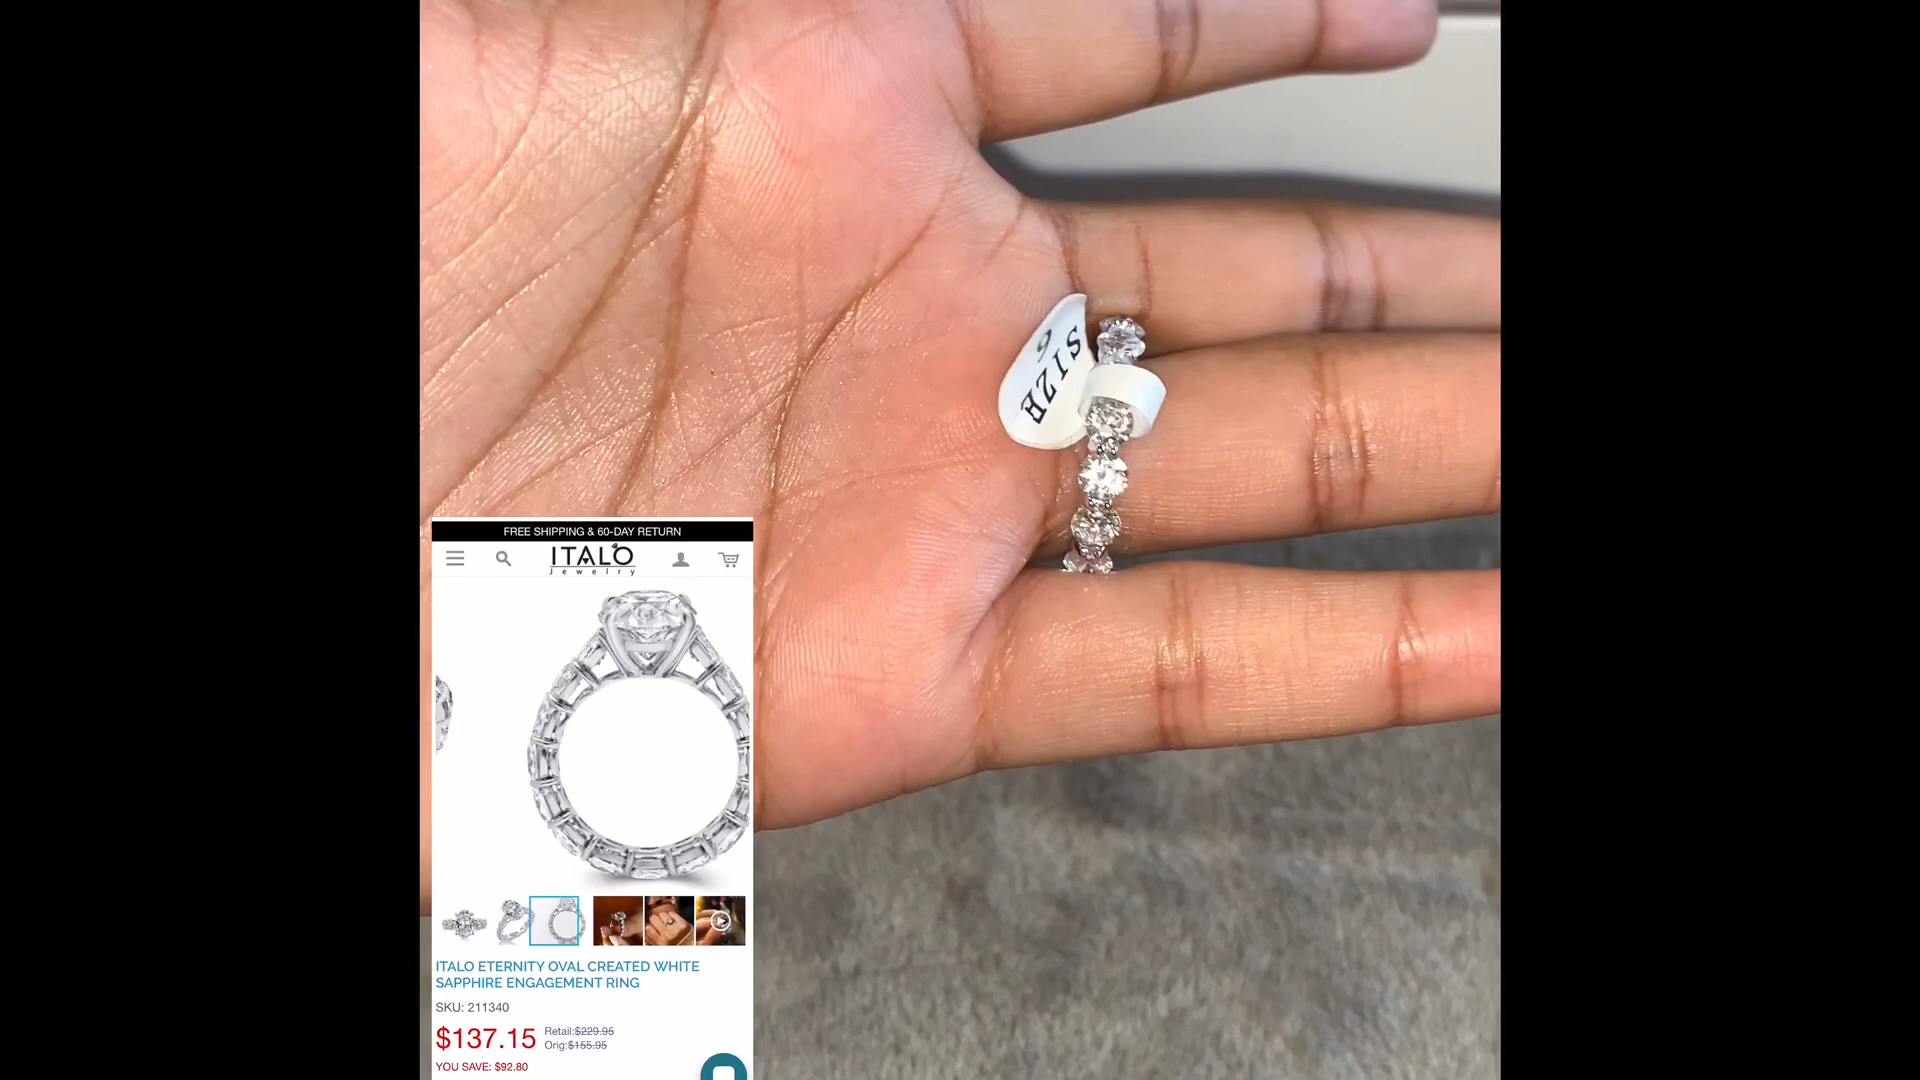 SIZE
6
FREE SHIPPING & 60-DAY RETURN
ITALO
Jewelry
ITALO ETERNITY OVAL CREATED WHITE
SAPPHIRE ENGAGEMENT RING
SKU: 211340
$137.15
Retail:$229.95
Orig:$155.95
YOU SAVE: $92.80